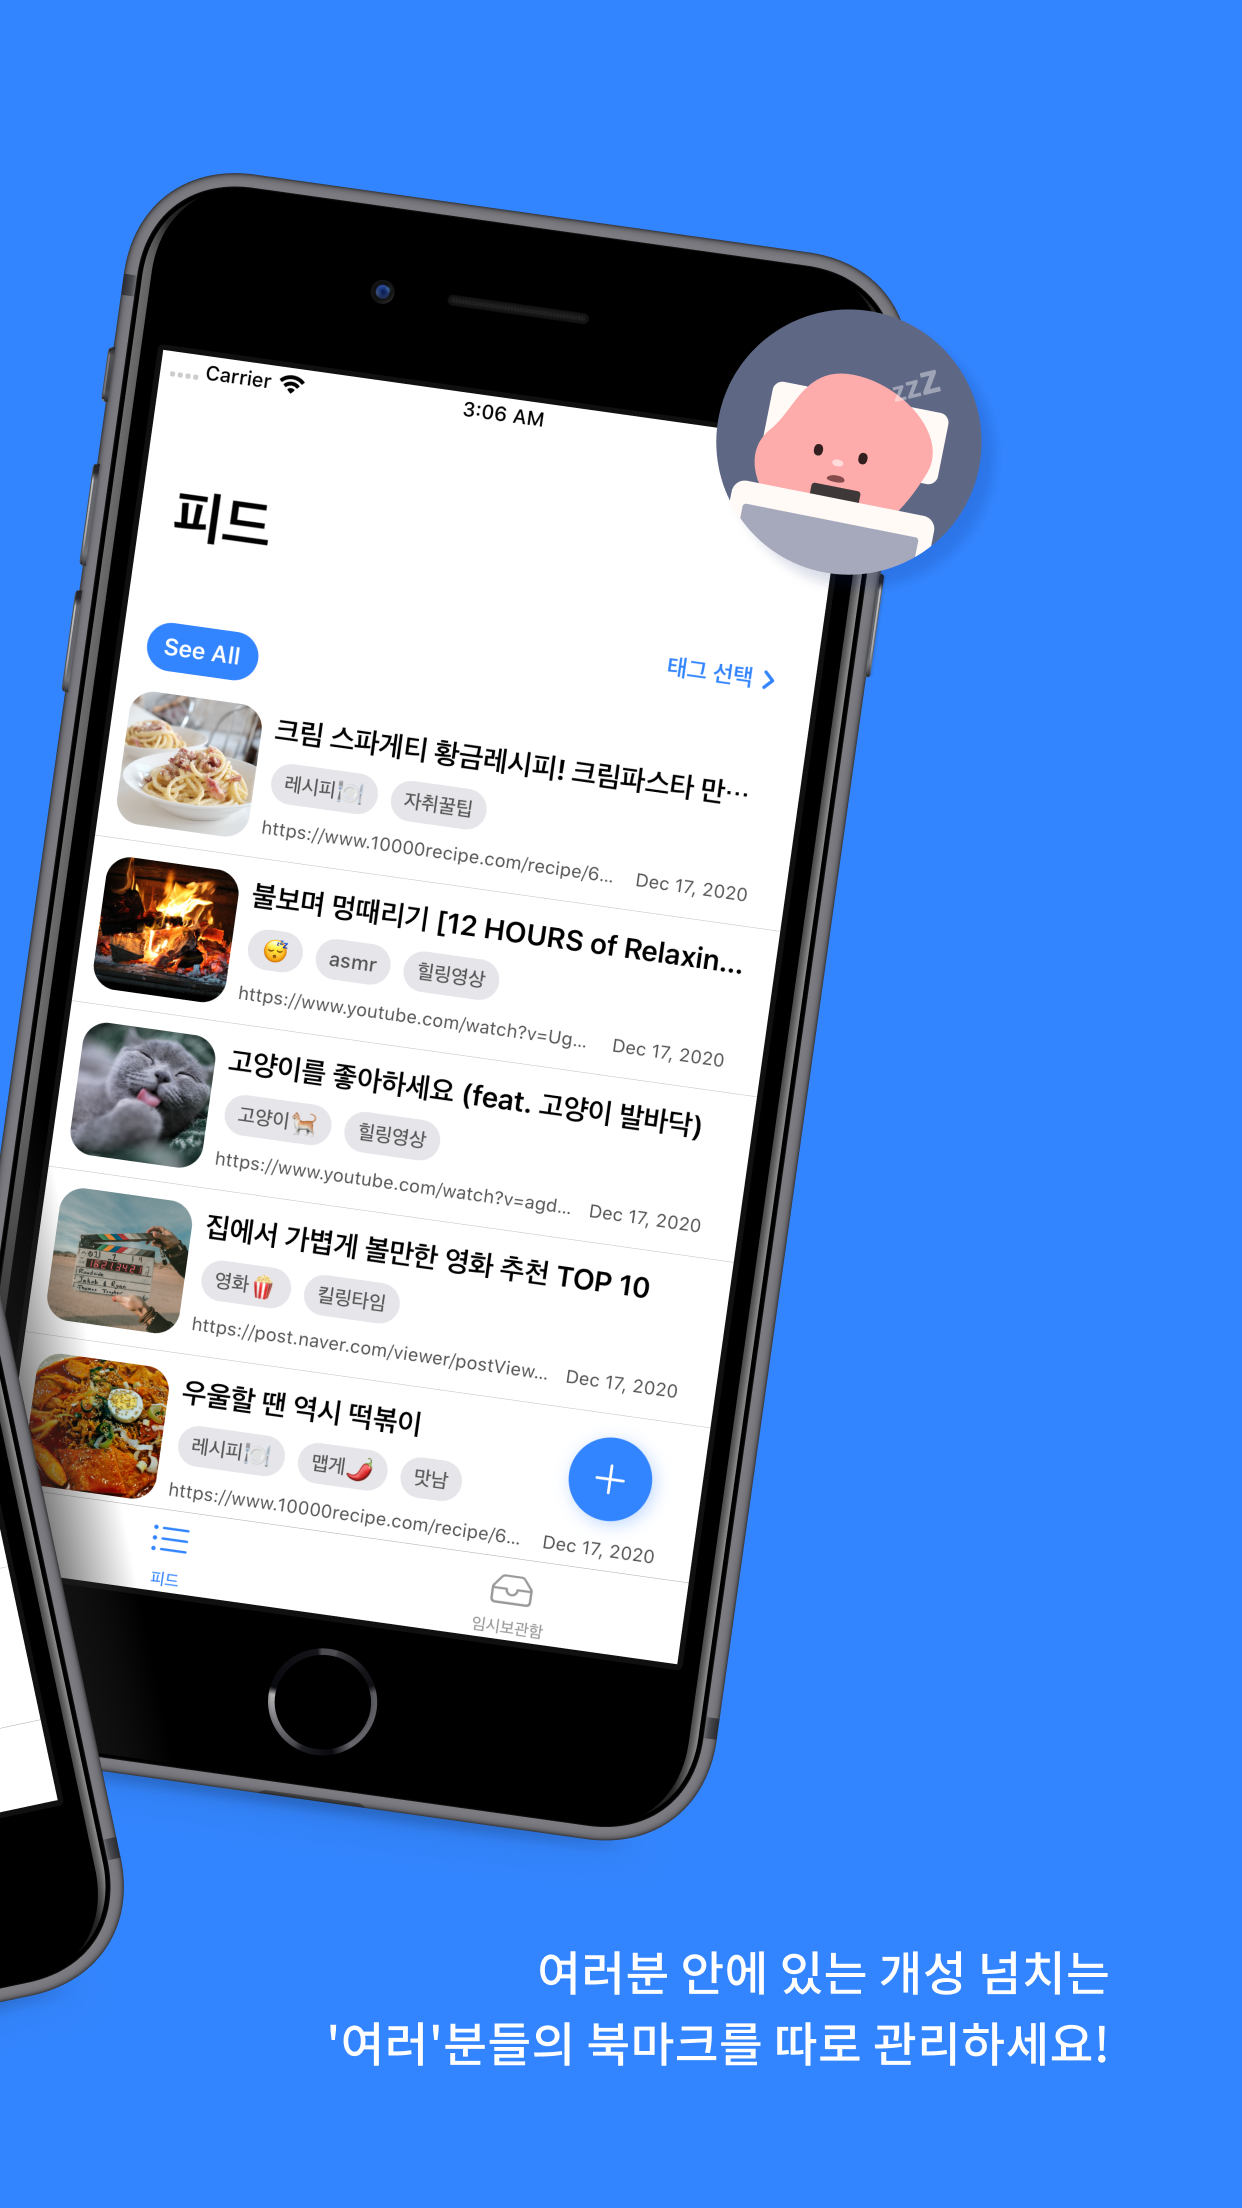 Carrier
3:06 AM
zzZ
피드
See All
태그 선택
크림 스파게티 황금레시피! 크림파스타 만…
레시피🍽 자취꿀팁
https://www.10000recipe.com/recipe/6... Dec 17, 2020
불보며 멍때리기 [12 HOURS of Relaxin...
😴 asmr 힐링영상
https://www.youtube.com/watch?v=Ug... Dec 17, 2020
고양이를 좋아하세요 (feat. 고양이 발바닥)
고양이🐈 힐링영상
https://www.youtube.com/watch?v=agd... Dec 17, 2020
집에서 가볍게 볼만한 영화 추천 TOP 10
영화🍿 킬링타임
https://post.naver.com/viewer/postView... Dec 17, 2020
우울할 땐 역시 떡볶이
레시피🍽 맵게🌶 맛남
https://www.10000recipe.com/recipe/6... Dec 17, 2020
피드
임시보관함
여러분 안에 있는 개성 넘치는
'여러'분들의 북마크를 따로 관리하세요!